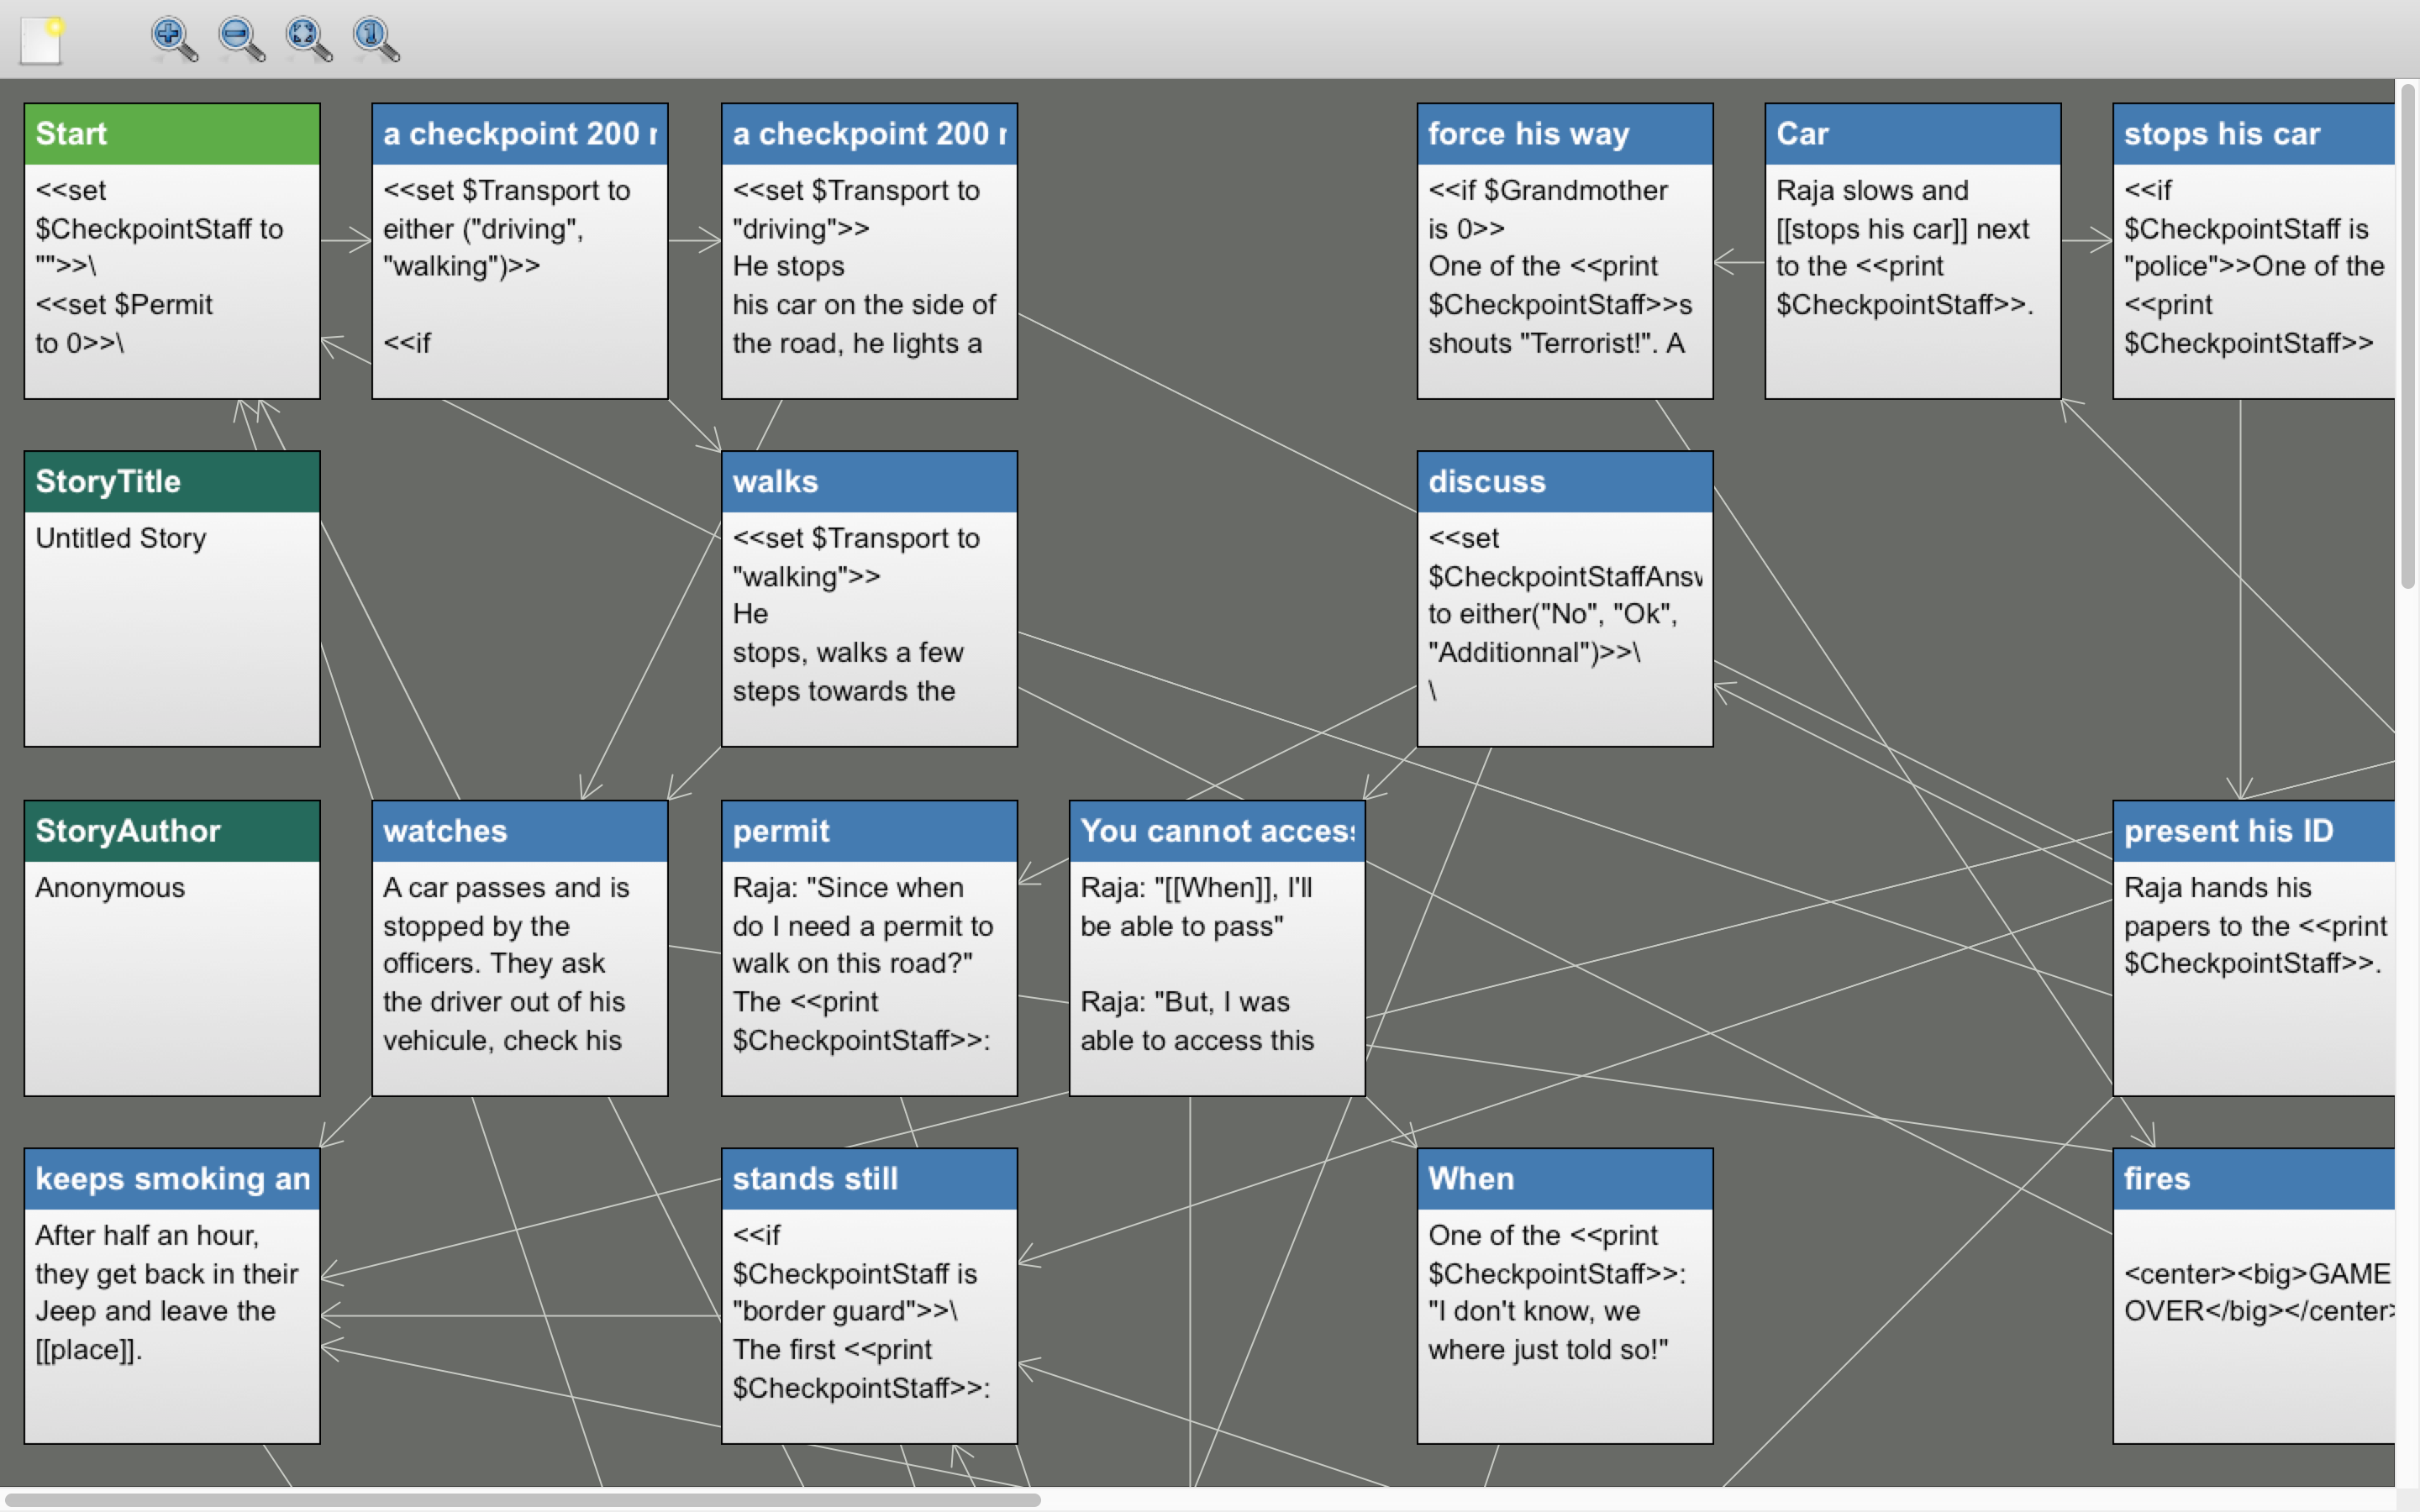 Start
<<set
$CheckpointStaff to
"">>\
<<set $Permit
to 0>>\
a checkpoint 200
<<set $Transport to
either ("driving",
"walking")>>
<<if
a checkpoint 200
<<set $Transport to
"driving">>
He stops
his car on the side of
the road, he lights a
force his way
<<if $Grandmother
is 0>>
One of the <<print
$CheckpointStaff>>s
shouts "Terrorist!". A
Car
Raja slows and
[[stops his car]] next
to the <<print
$CheckpointStaff>>.
stops his car
<<if
$CheckpointStaff is
"police">>One of the
<<print
$CheckpointStaff>>
StoryTitle
Untitled Story
walks
<<set $Transport to
"walking">>
He
stops, walks a few
steps towards the
discuss
<<set
$CheckpointStaffAnsw
to either("No", "Ok",
"Additionnal")>>\
\
StoryAuthor
Anonymous
watches
A car passes and is
stopped by the
officers. They ask
the driver out of his
vehicule, check his
permit
Raja: "Since when
do I need a permit to
walk on this road?"
The <<print
$CheckpointStaff>>:
You cannot access
Raja: "[[When]], I'll
be able to pass"
Raja: "But, I was
able to access this
present his ID
Raja hands his
papers to the <<print
$CheckpointStaff>>.
keeps smoking an
After half an hour,
they get back in their
Jeep and leave the
[[place]].
stands still
<<if
$CheckpointStaff is
"border guard">>\
The first <<print
$CheckpointStaff>>:
When
One of the <<print
$CheckpointStaff>>:
"I don't know, we
where just told so!"
fires
<center><big>GAME
OVER</big></center>